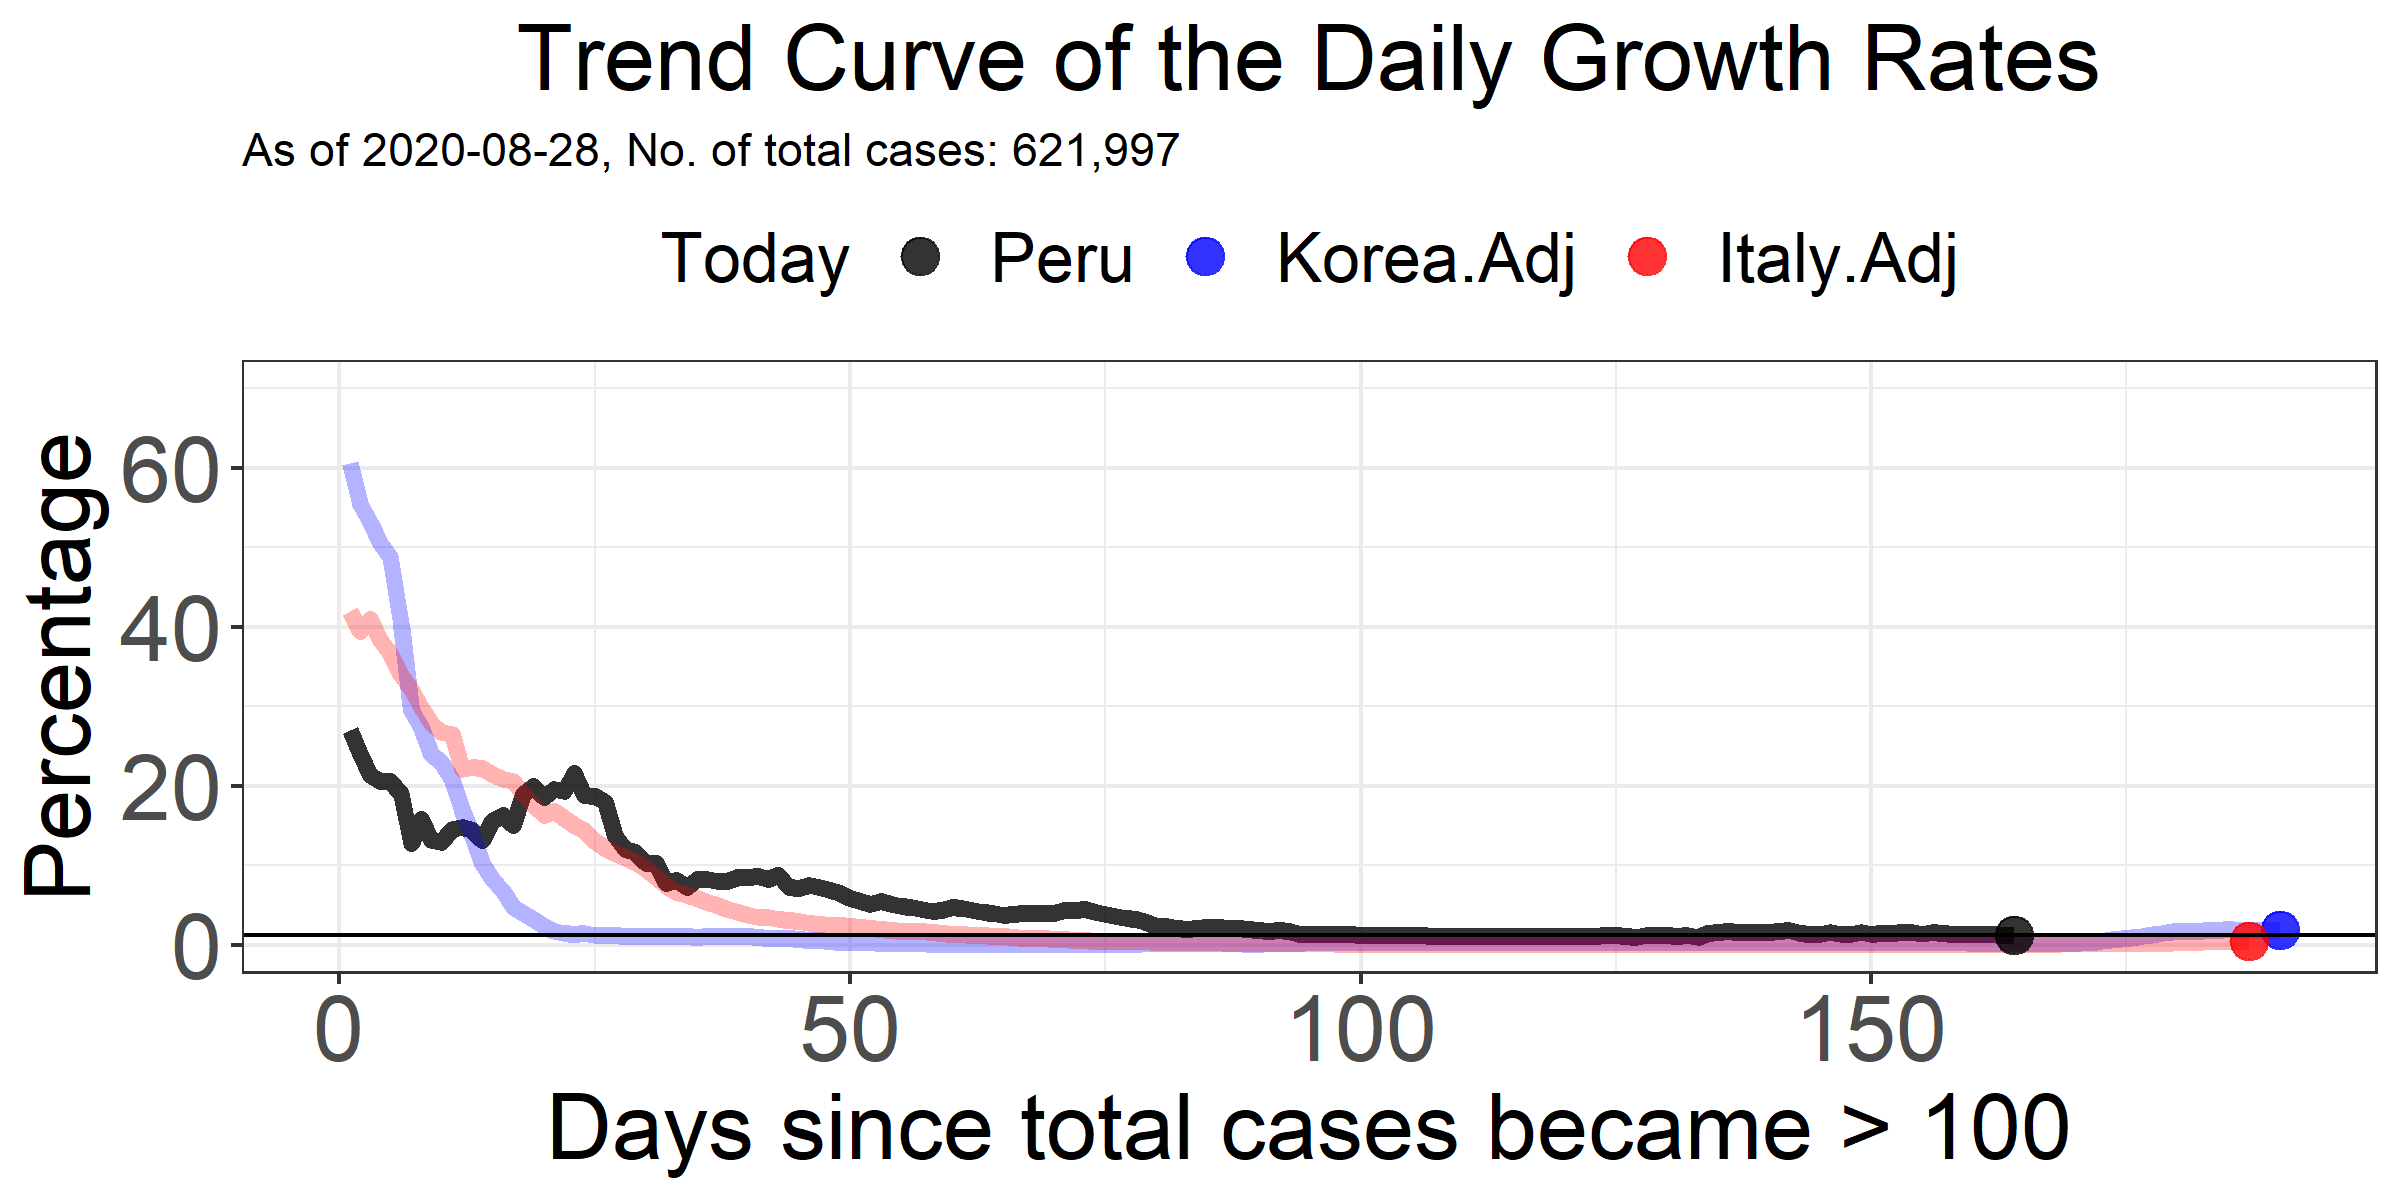 Trend Curve of the Daily Growth Rates
As of 2020-08-28, No. of total cases: 621,997
Today Peru Korea.Adj Italy.Adj
Percentage
60
40
20
0
0 50 100 150
Days since total cases became > 100